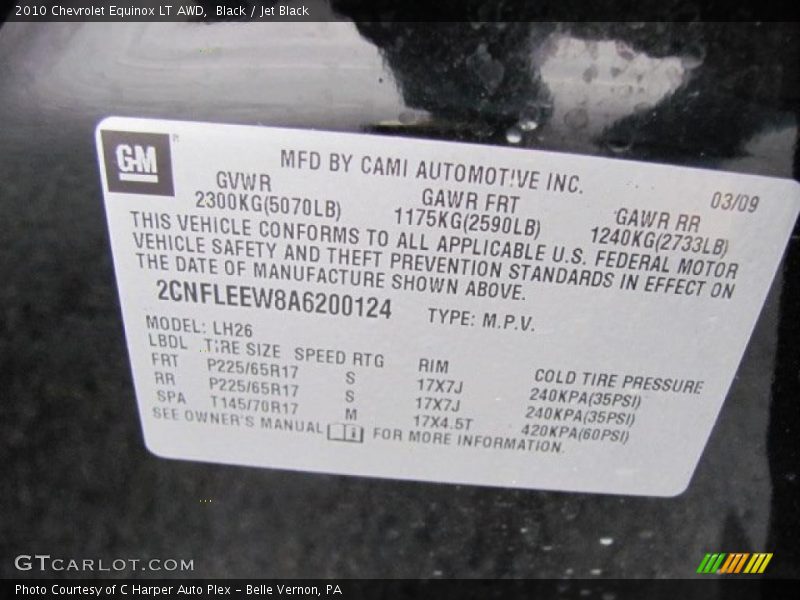 2010 Chevrolet Equinox LT AWD,  Black / Jet Black
GM
MFD BY CAMI AUTOMOTIVE INC.
03/09
GVWR GAWR FRT GAWR RR
2300KG(5070LB) 1175KG(2590LB) 1240KG(2733LB)
THIS VEHICLE CONFORMS TO ALL APPLICABLE U.S. FEDERAL MOTOR
VEHICLE SAFETY AND THEFT PREVENTION STANDARDS IN EFFECT ON
THE DATE OF MANUFACTURE SHOWN ABOVE.
2CNFLEEW8A6200124 TYPE: M.P.V.
MODEL: LH26
LBDL TIRE SIZE SPEED RTG RIM COLD TIRE PRESSURE
FRT P225/65R17 S 17X7J 240KPA(35PSI)
RR P225/65R17 S 17X7J 240KPA(35PSI)
SPA T145/70R17 M 17X4.5T 420KPA(60PSI)
SEE OWNER'S MANUAL i FOR MORE INFORMATION.
GTCARLOT.COM
Photo Courtesy of C Harper Auto Plex – Belle Vernon, PA